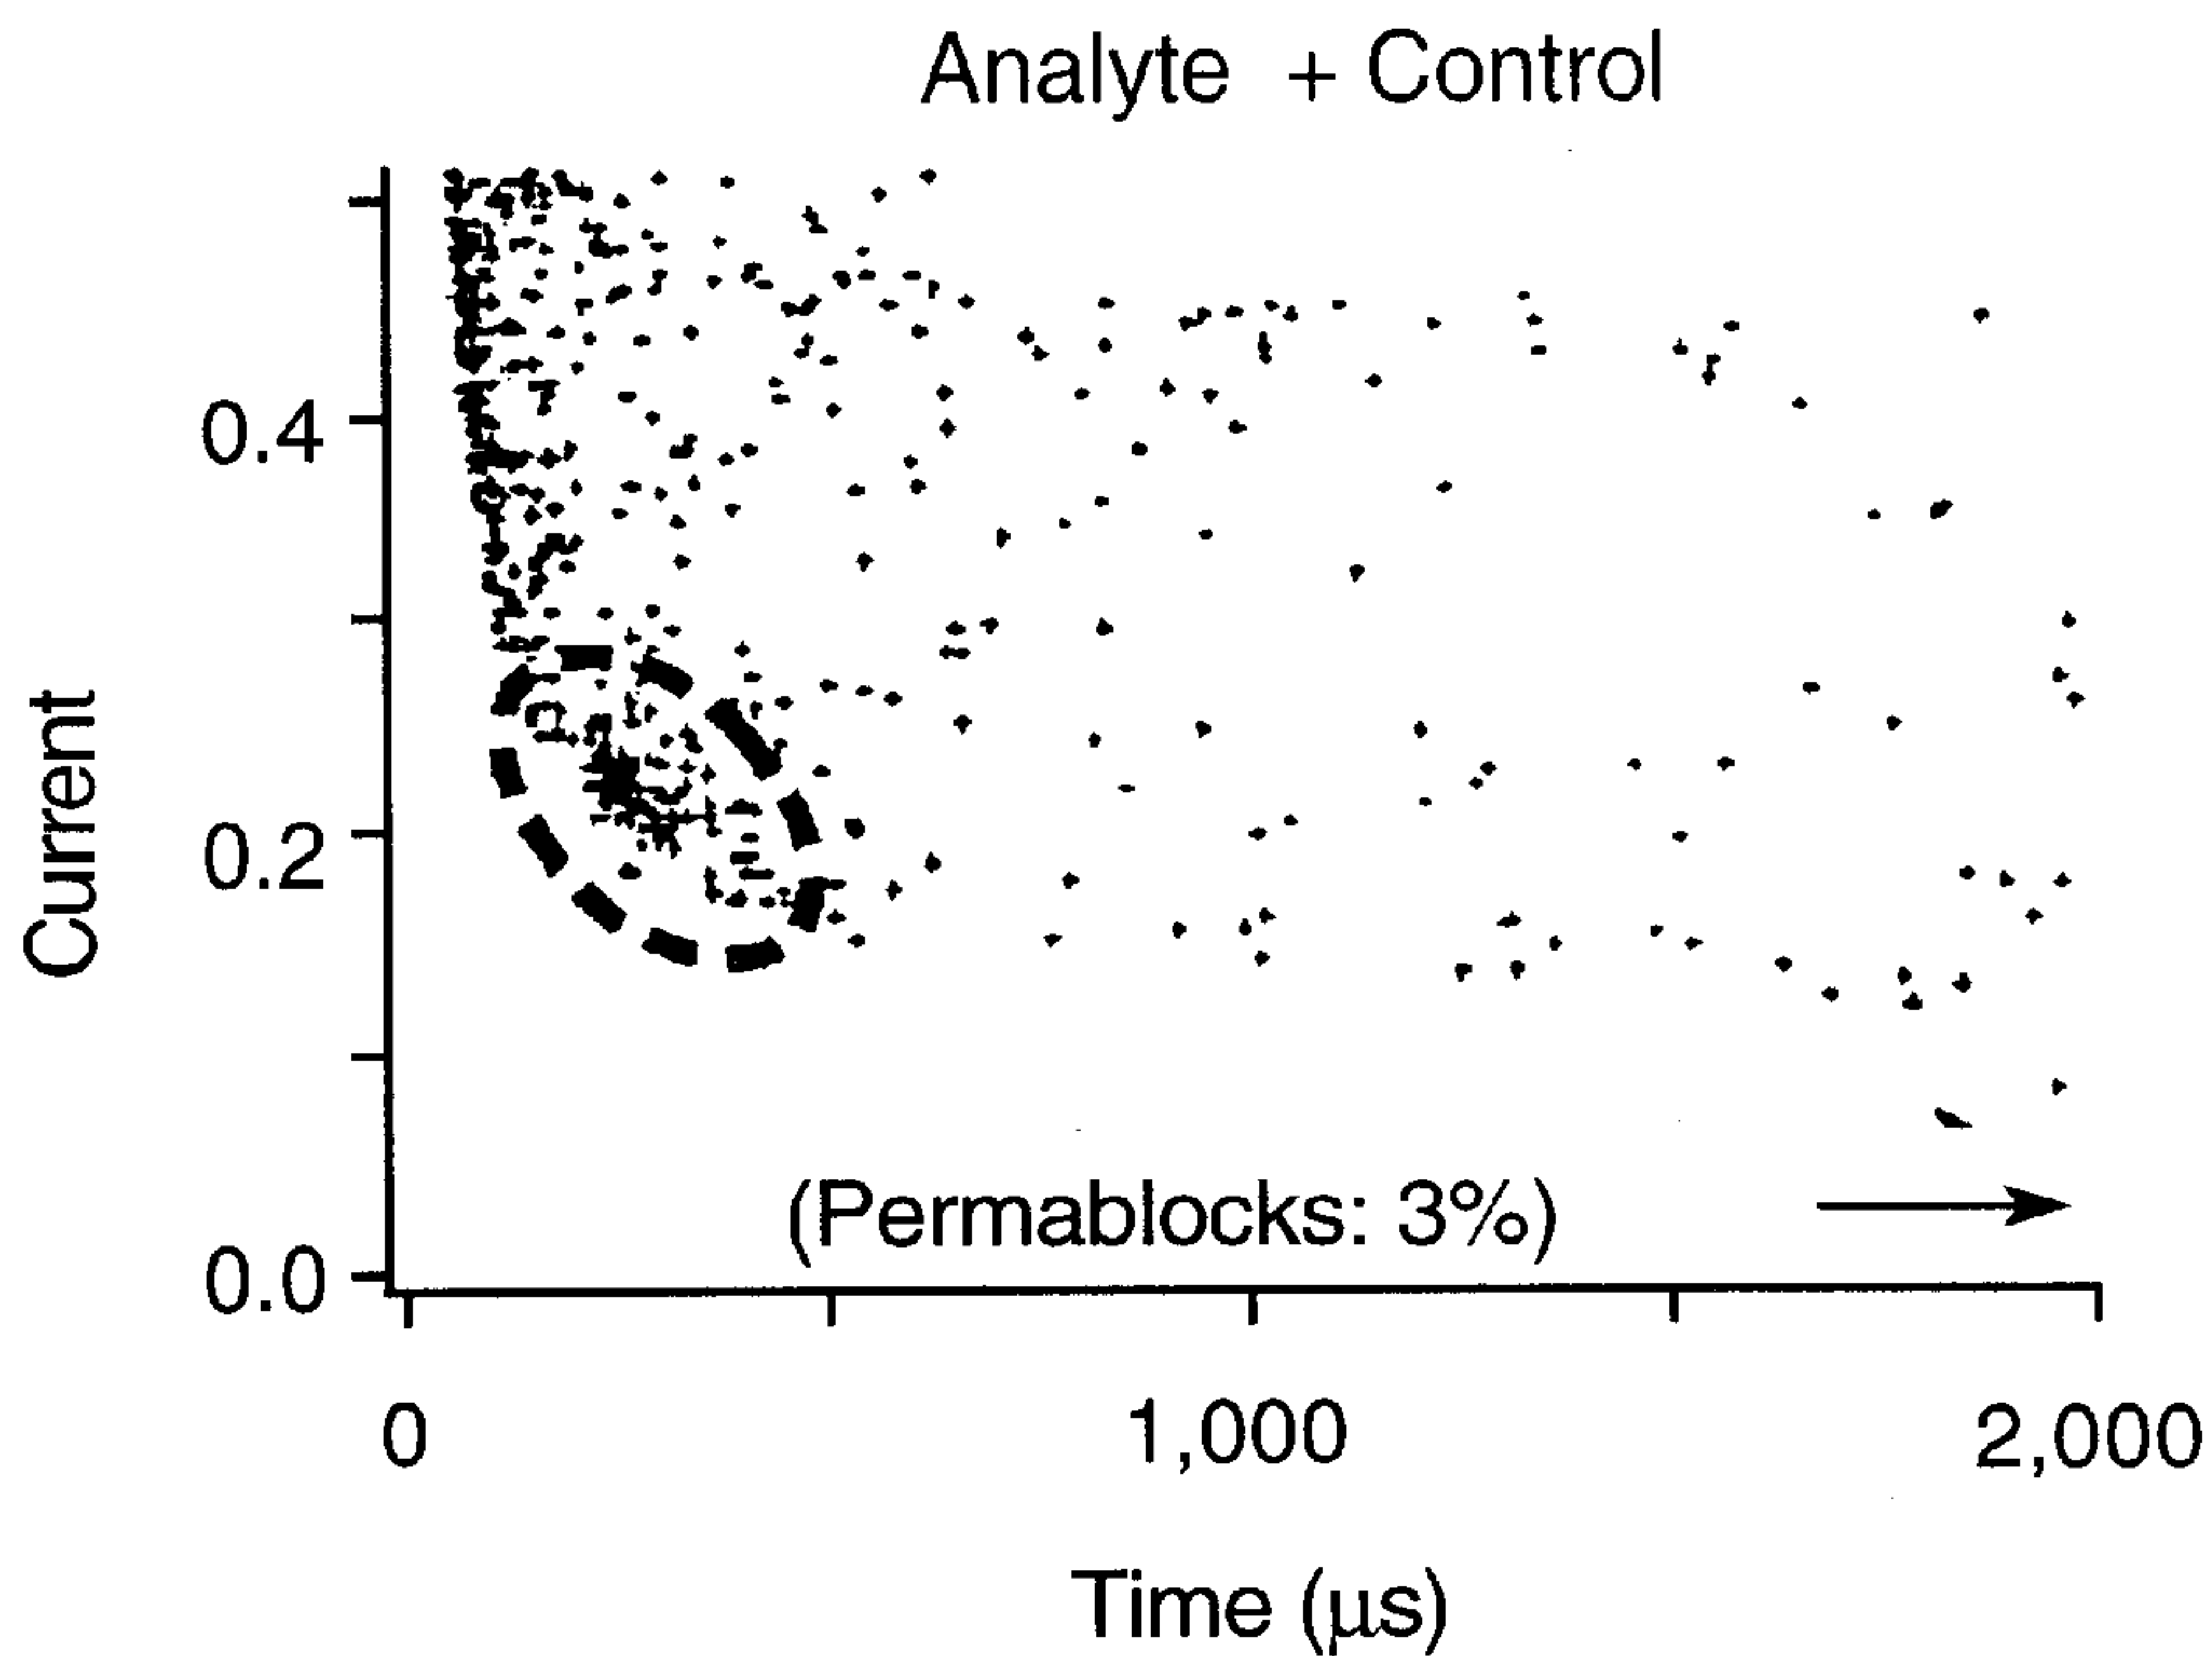 Analyte + Control
0.4
0.2
0.0
Current
(Permablocks: 3%)
0 1,000 2,000
Time (µs)